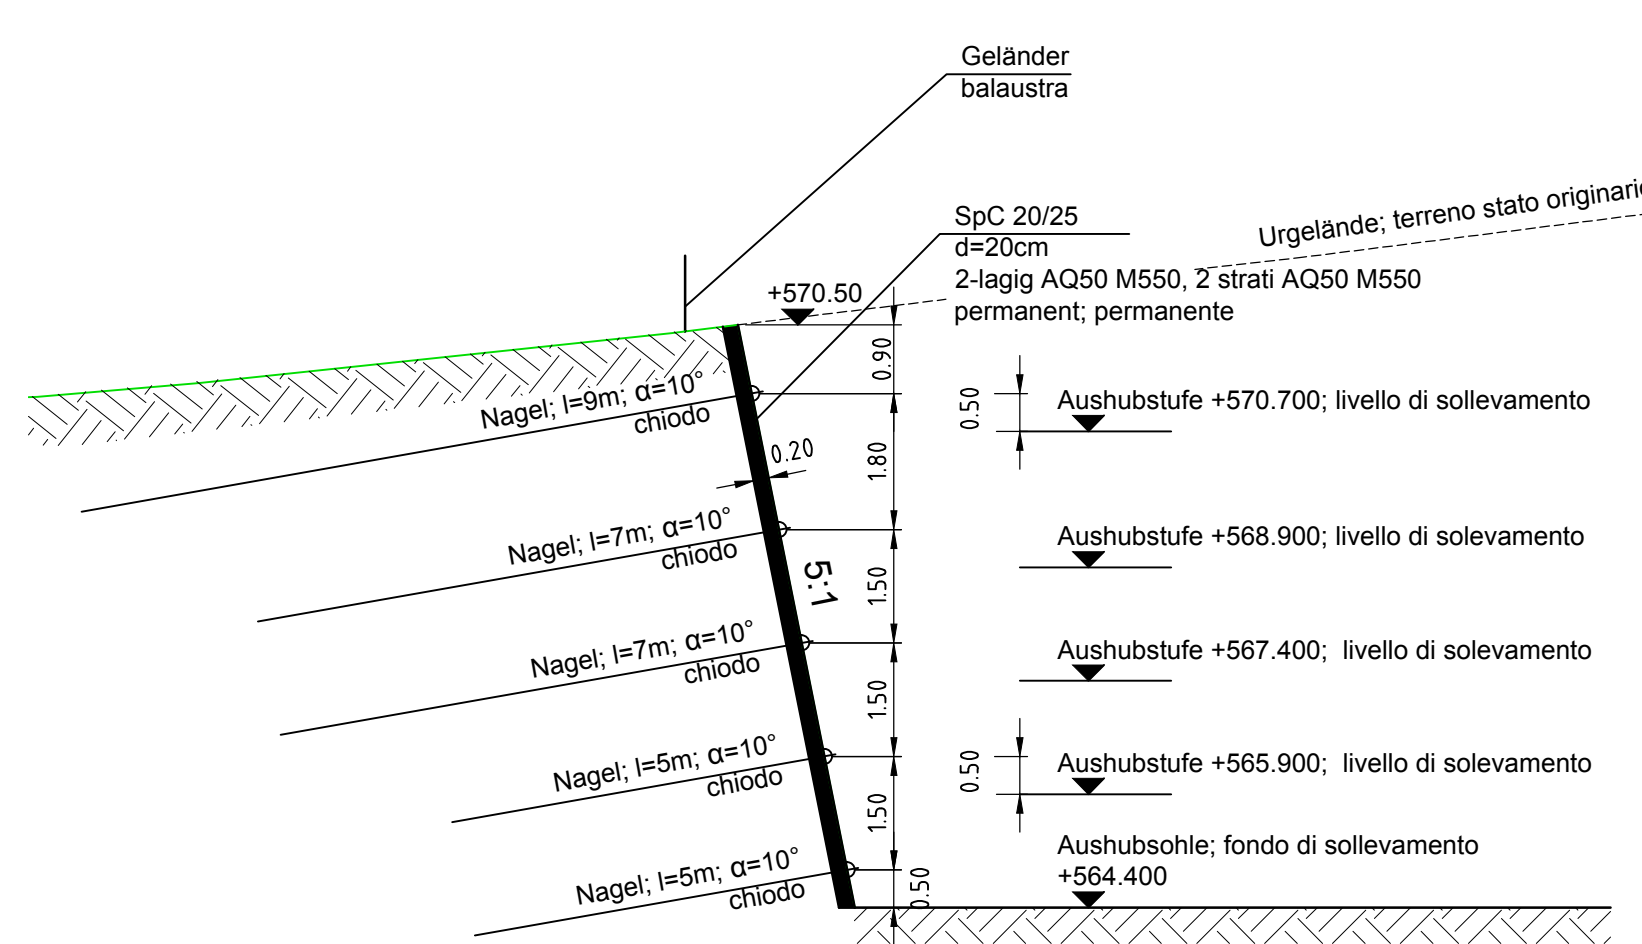 Geländer
balaustra
SpC 20/25
d=20cm
2-lagig AQ50 M550, 2 strati AQ50 M550
permanent; permanente
Urgelände; terreno stato originario
+570.50
0.90
Nagel; l=9m; α=10°
chiodo
0.50
Aushubstufe +570.700; livello di sollevamento
0.20
1.80
Nagel; l=7m; α=10°
chiodo
Aushubstufe +568.900; livello di solevamento
5:1
1.50
Nagel; l=7m; α=10°
chiodo
Aushubstufe +567.400; livello di solevamento
1.50
Nagel; l=5m; α=10°
chiodo
0.50
Aushubstufe +565.900; livello di solevamento
1.50
Nagel; l=5m; α=10°
chiodo
0.50
Aushubsohle; fondo di sollevamento
+564.400